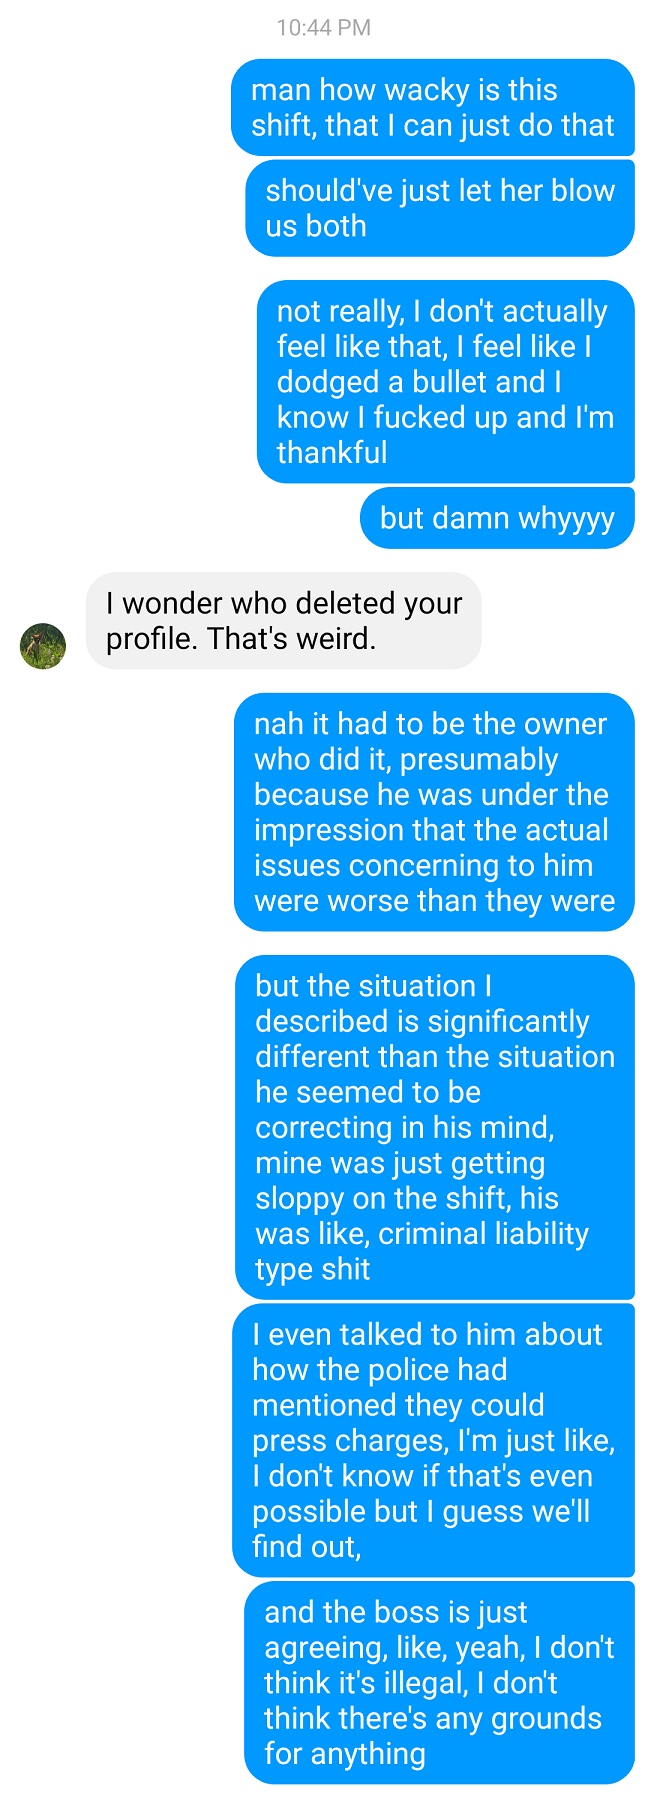 10:44 PM
man how wacky is this
shift, that I can just do that
should've just let her blow
us both
not really, I don't actually
feel like that, I feel like I
dodged a bullet and I
know I fucked up and I'm
thankful
but damn whyyyy
I wonder who deleted your
profile. That's weird.
nah it had to be the owner
who did it, presumably
because he was under the
impression that the actual
issues concerning to him
were worse than they were
but the situation I
described is significantly
different than the situation
he seemed to be
correcting in his mind,
mine was just getting
sloppy on the shift, his
was like, criminal liability
type shit
I even talked to him about
how the police had
mentioned they could
press charges, I'm just like,
I don't know if that's even
possible but I guess we'll
find out,
and the boss is just
agreeing, like, yeah, I don't
think it's illegal, I don't
think there's any grounds
for anything